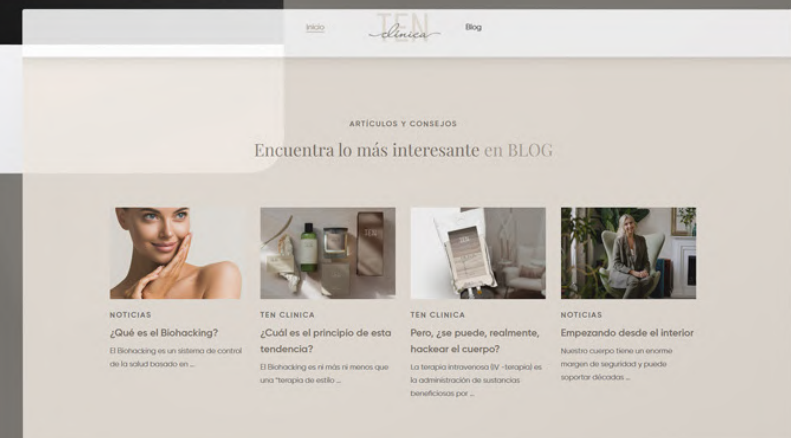 Inicio
TEN
clinica
Blog
ARTÍCULOS Y CONSEJOS
Encuentra lo más interesante en BLOG
NOTICIAS
¿Qué es el Biohacking?
El Biohacking es un sistema de control
de la salud basado en ...
TEN CLINICA
¿Cuál es el principio de esta
tendencia?
El Biohacking es ni más ni menos que
una "terapia de estilo ...
TEN CLINICA
Pero, ¿se puede, realmente,
hackear el cuerpo?
La terapia intravenosa (IV -terapia) es
la administración de sustancias
beneficiosas por ...
NOTICIAS
Empezando desde el interior
Nuestro cuerpo tiene un enorme
margen de seguridad y puede
soportar décadas ...